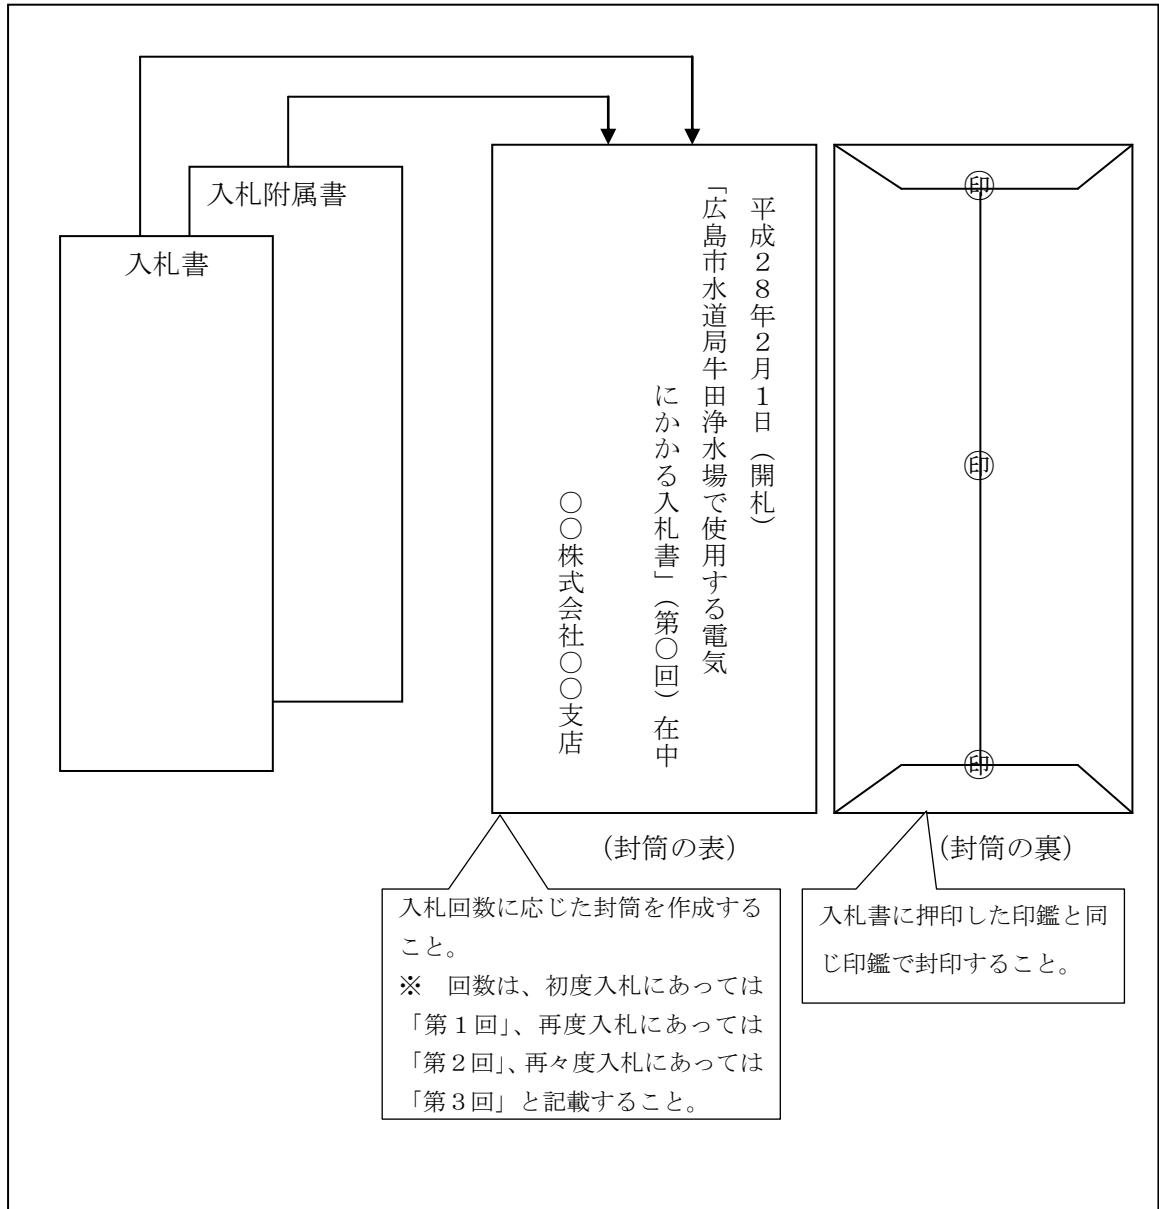 入札附属書
入札書
平成２８年２月１日（開札）
「広島市水道局牛田浄水場で使用する電気
にかかる入札書」（第〇回）在中
〇〇株式会社〇〇支店
㊞
㊞
㊞
（封筒の表）
（封筒の裏）
入札回数に応じた封筒を作成する
こと。
※　回数は、初度入札にあっては
「第１回」、再度入札にあっては
「第２回」、再々度入札にあっては
「第３回」と記載すること。
入札書に押印した印鑑と同
じ印鑑で封印すること。